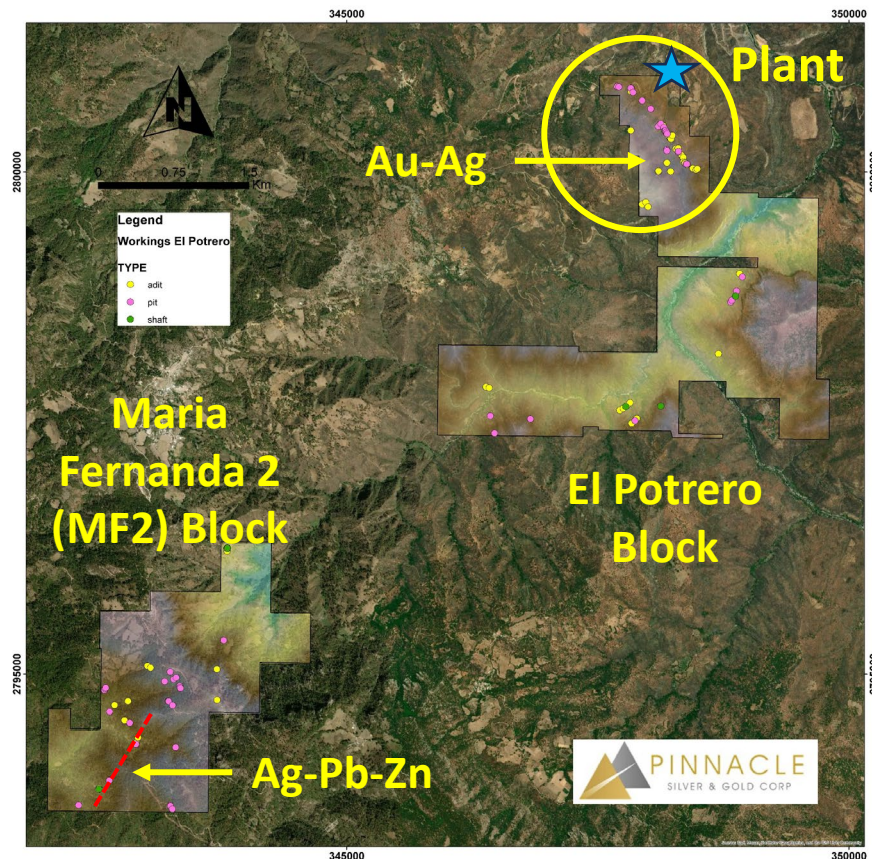 345000
350000
N
Plant
Au-Ag
2800000
0 0.75 1.5
Km
Legend
Workings El Potrero
TYPE
adit
pit
shaft
Maria
Fernanda 2
(MF2) Block
El Potrero
Block
2795000
Ag-Pb-Zn
PINNACLE
SILVER & GOLD CORP
345000
350000